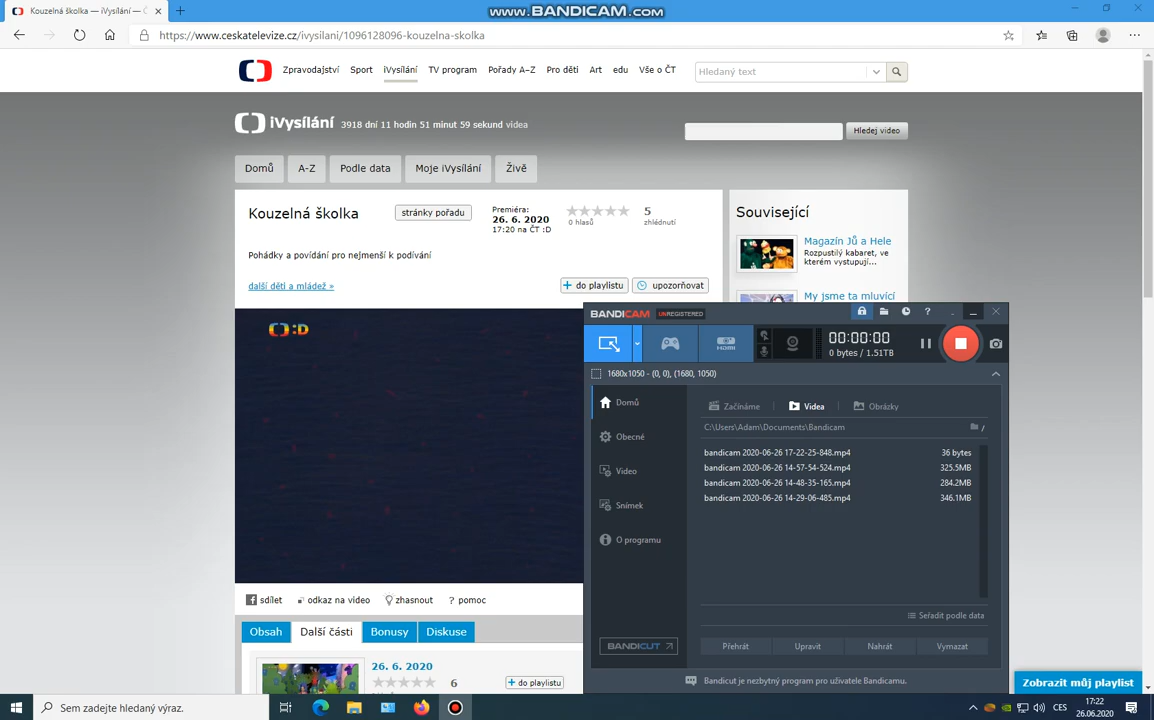 Kouzelná školka — iVysílání — Č
www.BANDICAM.com
https://www.ceskatelevize.cz/ivysilani/1096128096-kouzelna-skolka
Zpravodajství Sport iVysílání TV program Pořady A–Z Pro děti Art edu Vše o ČT
Hledaný text
iVysílání 3918 dní 11 hodin 51 minut 59 sekund videa
Hledej video
Domů A-Z Podle data Moje iVysílání Živě
Kouzelná školka
stránky pořadu
Premiéra:
26. 6. 2020
17:20 na ČT :D
0 hlasů
5
zhlédnutí
Pohádky a povídání pro nejmenší k podívání
další děti a mládež »
+ do playlistu
upozorňovat
Související
Magazín Jů a Hele
Rozpustilý kabaret, ve
kterém vystupují...
My jsme ta mluvící
:D
BANDICAM UNREGISTERED
HDMI
00:00:00
0 bytes / 1.51TB
1680x1050 - (0, 0), (1680, 1050)
Domů
Obecné
Video
Snímek
O programu
BANDICUT
Začínáme Videa Obrázky
C:\Users\Adam\Documents\Bandicam
bandicam 2020-06-26 17-22-25-848.mp4 36 bytes
bandicam 2020-06-26 14-57-54-524.mp4 325.5MB
bandicam 2020-06-26 14-48-35-165.mp4 284.2MB
bandicam 2020-06-26 14-29-06-485.mp4 346.1MB
Seřadit podle data
Přehrát Upravit Nahrát Vymazat
Bandicut je nezbytný program pro uživatele Bandicamu.
sdílet odkaz na video zhasnout ? pomoc
Obsah Další části Bonusy Diskuse
26. 6. 2020
6
+ do playlistu
Zobrazit můj playlist
Sem zadejte hledaný výraz.
CES
17:22
26.06.2020